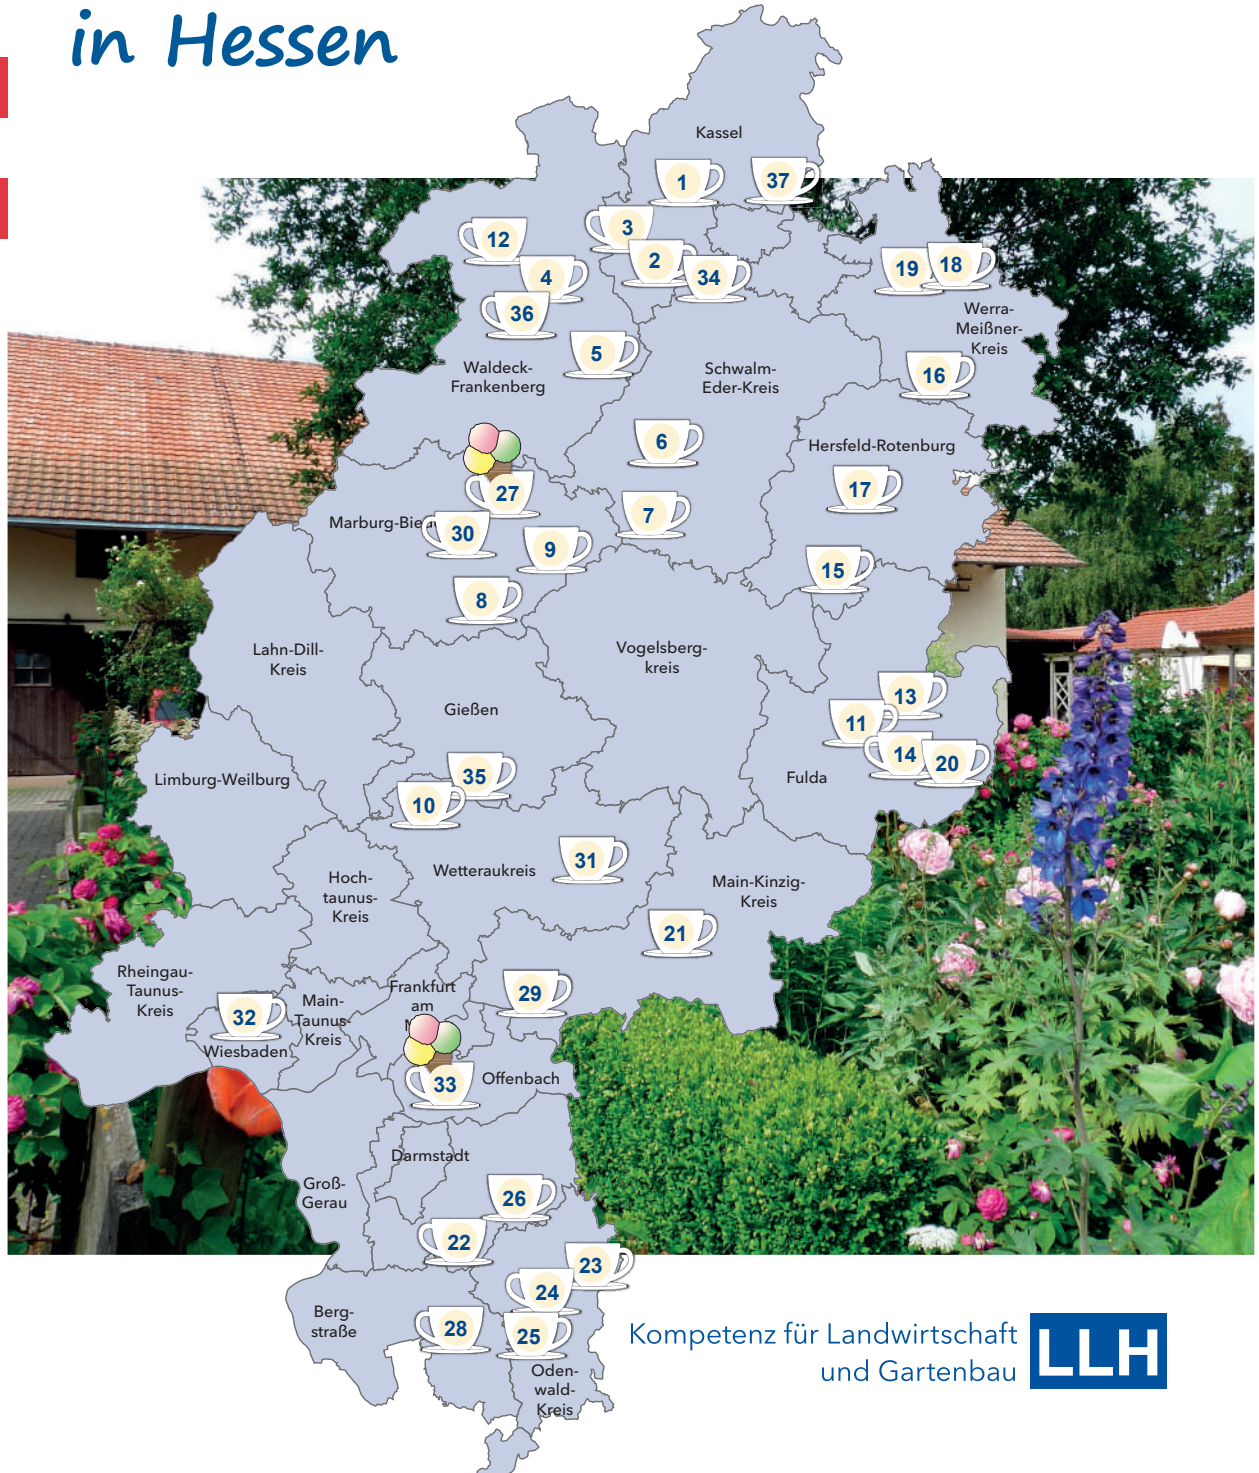 in Hessen
Kassel
1
37
12
3
2
4
34
19
18
36
Werra-
Meißner-
Kreis
5
Waldeck-
Frankenberg
Schwalm-
Eder-Kreis
16
6
Hersfeld-Rotenburg
27
17
7
Marburg-Bied
30
9
15
8
Lahn-Dill-
Kreis
Vogelsberg-
kreis
13
Gießen
11
14
20
35
Limburg-Weilburg
Fulda
10
31
Wetteraukreis
Hoch-
taunus-
Kreis
Main-Kinzig-
Kreis
21
Rheingau-
Taunus-
Kreis
29
Frankfurt
am
M
Main-
Taunus-
Kreis
32
Wiesbaden
33
Offenbach
Darmstadt
Groß-
Gerau
26
22
23
24
Berg-
straße
28
25
Oden-
wald-
Kreis
Kompetenz für Landwirtschaft
und Gartenbau
LLH